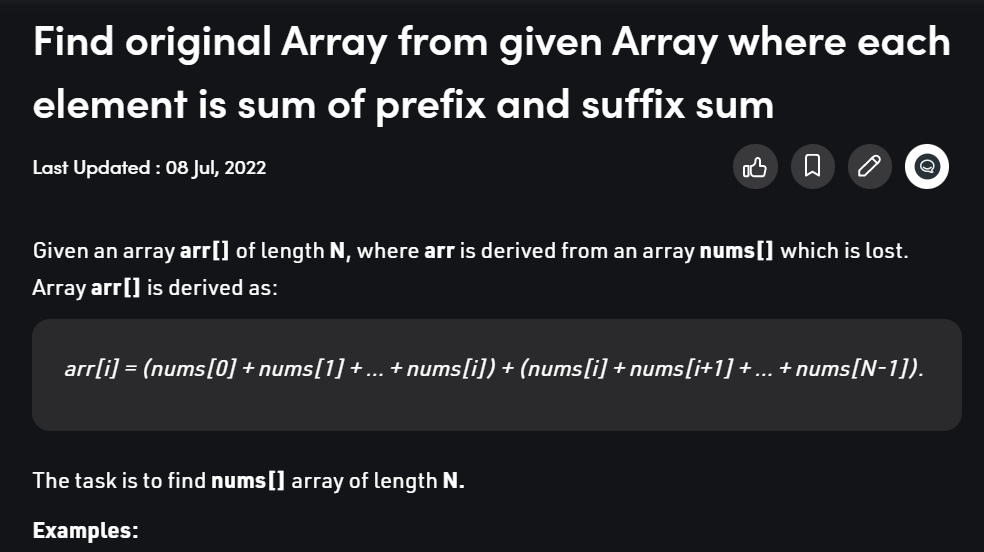 Find original Array from given Array where each
element is sum of prefix and suffix sum
Last Updated : 08 Jul, 2022
Given an array arr[] of length N, where arr is derived from an array nums[] which is lost.
Array arr[] is derived as:
arr[i] = (nums[0] + nums[1] + ... + nums[i]) + (nums[i] + nums[i+1] + ... + nums[N-1]).
The task is to find nums[] array of length N.
Examples: